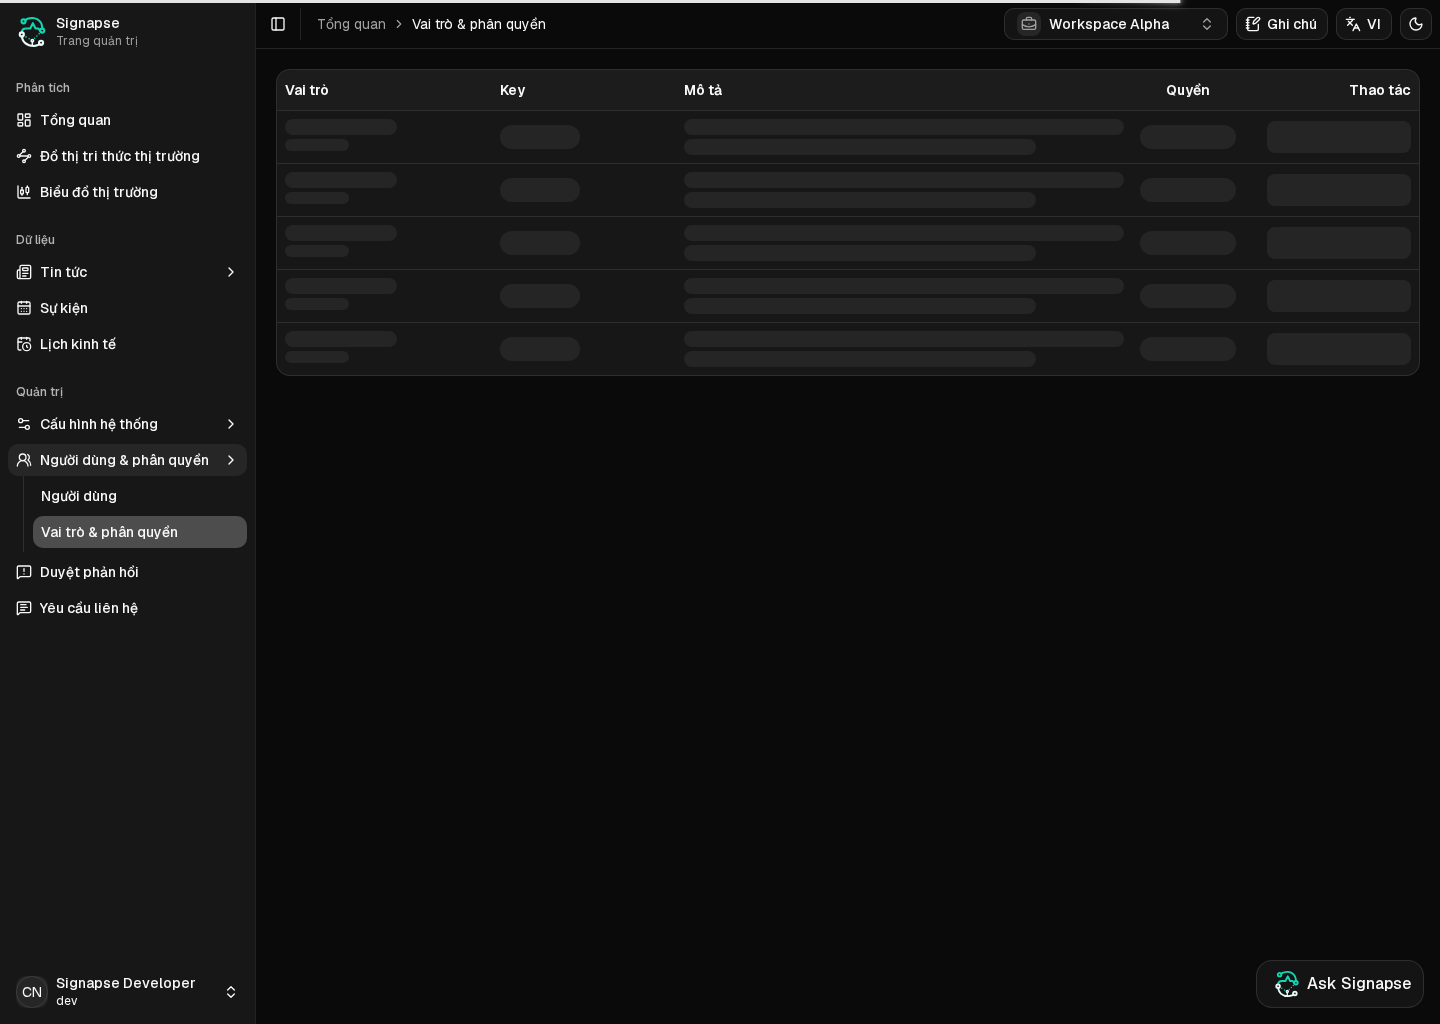 Signapse
Trang quản trị
Phân tích
Tổng quan
Đồ thị tri thức thị trường
Biểu đồ thị trường
Dữ liệu
Tin tức
Sự kiện
Lịch kinh tế
Quản trị
Cấu hình hệ thống
Người dùng & phân quyền
Người dùng
Vai trò & phân quyền
Duyệt phản hồi
Yêu cầu liên hệ
CN
Signapse Developer
dev
Tổng quan > Vai trò & phân quyền
Workspace Alpha
Ghi chú
VI
Vai trò Key Mô tả Quyền Thao tác
Ask Signapse